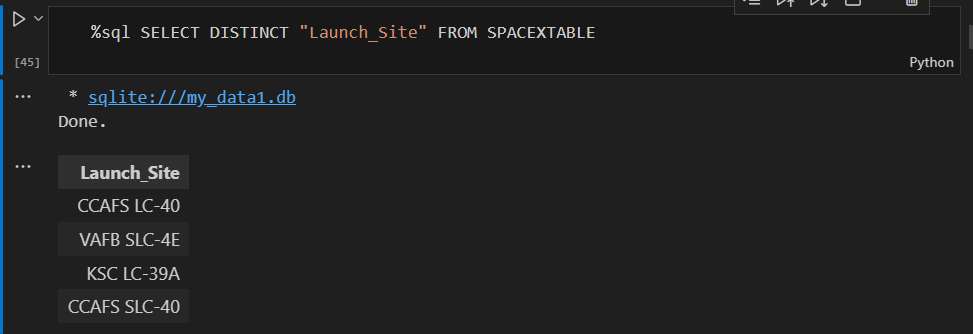 %sql SELECT DISTINCT "Launch_Site" FROM SPACEXTABLE
[45]
Python
* sqlite:///my_data1.db
Done.
Launch_Site
CCAFS LC-40
VAFB SLC-4E
KSC LC-39A
CCAFS SLC-40